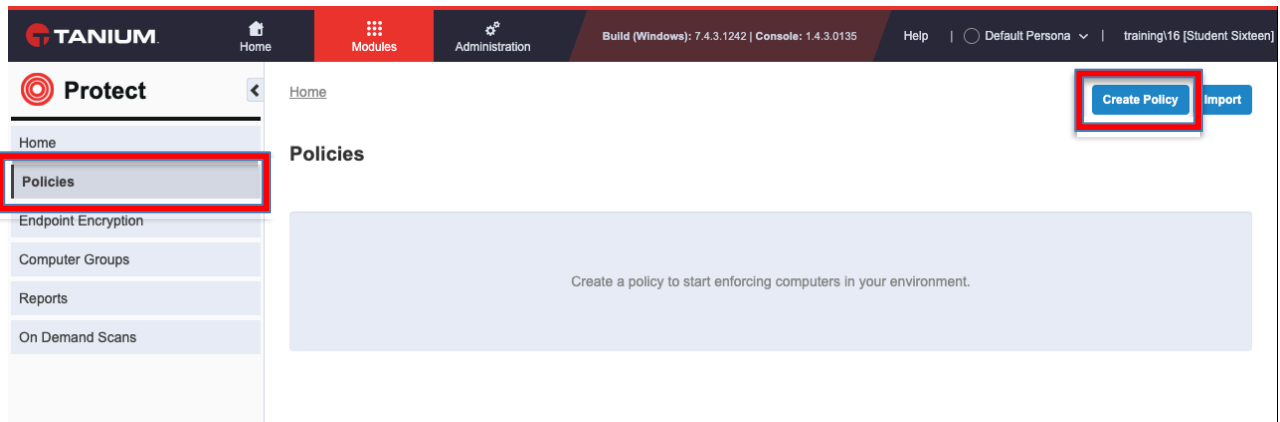 TANIUM.
Home
Modules
Administration
Build (Windows): 7.4.3.1242 | Console: 1.4.3.0135
Help | Default Persona | training\16 [Student Sixteen]
Protect
Home
Create Policy
Import
Home
Policies
Policies
Endpoint Encryption
Computer Groups
Create a policy to start enforcing computers in your environment.
Reports
On Demand Scans